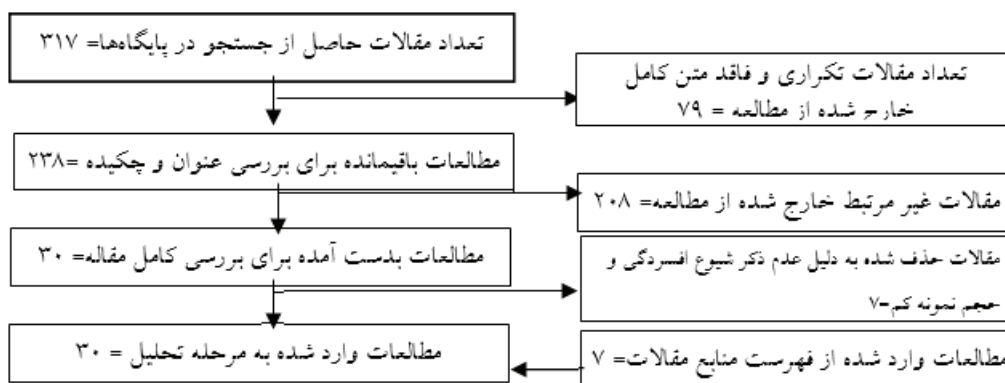 تعداد مقالات حاصل از جستجو در پایگاه‌ها= ۳۱۷
تعداد مقالات تکراری و فاقد متن کامل
خارج شده از مطالعه = ۷۹
مطالعات باقیمانده برای بررسی عنوان و چکیده =۲۳۸
مقالات غیر مرتبط خارج شده از مطالعه= ۲۰۸
مطالعات بدست آمده برای بررسی کامل مقاله= ۳۰
مقالات حذف شده به دلیل عدم ذکر شیوع افسردگی و
حجم نمونه کم-۷
مطالعات وارد شده از فهرست منابع مقالات= ۷
مطالعات وارد شده به مرحله تحلیل = ۳۰